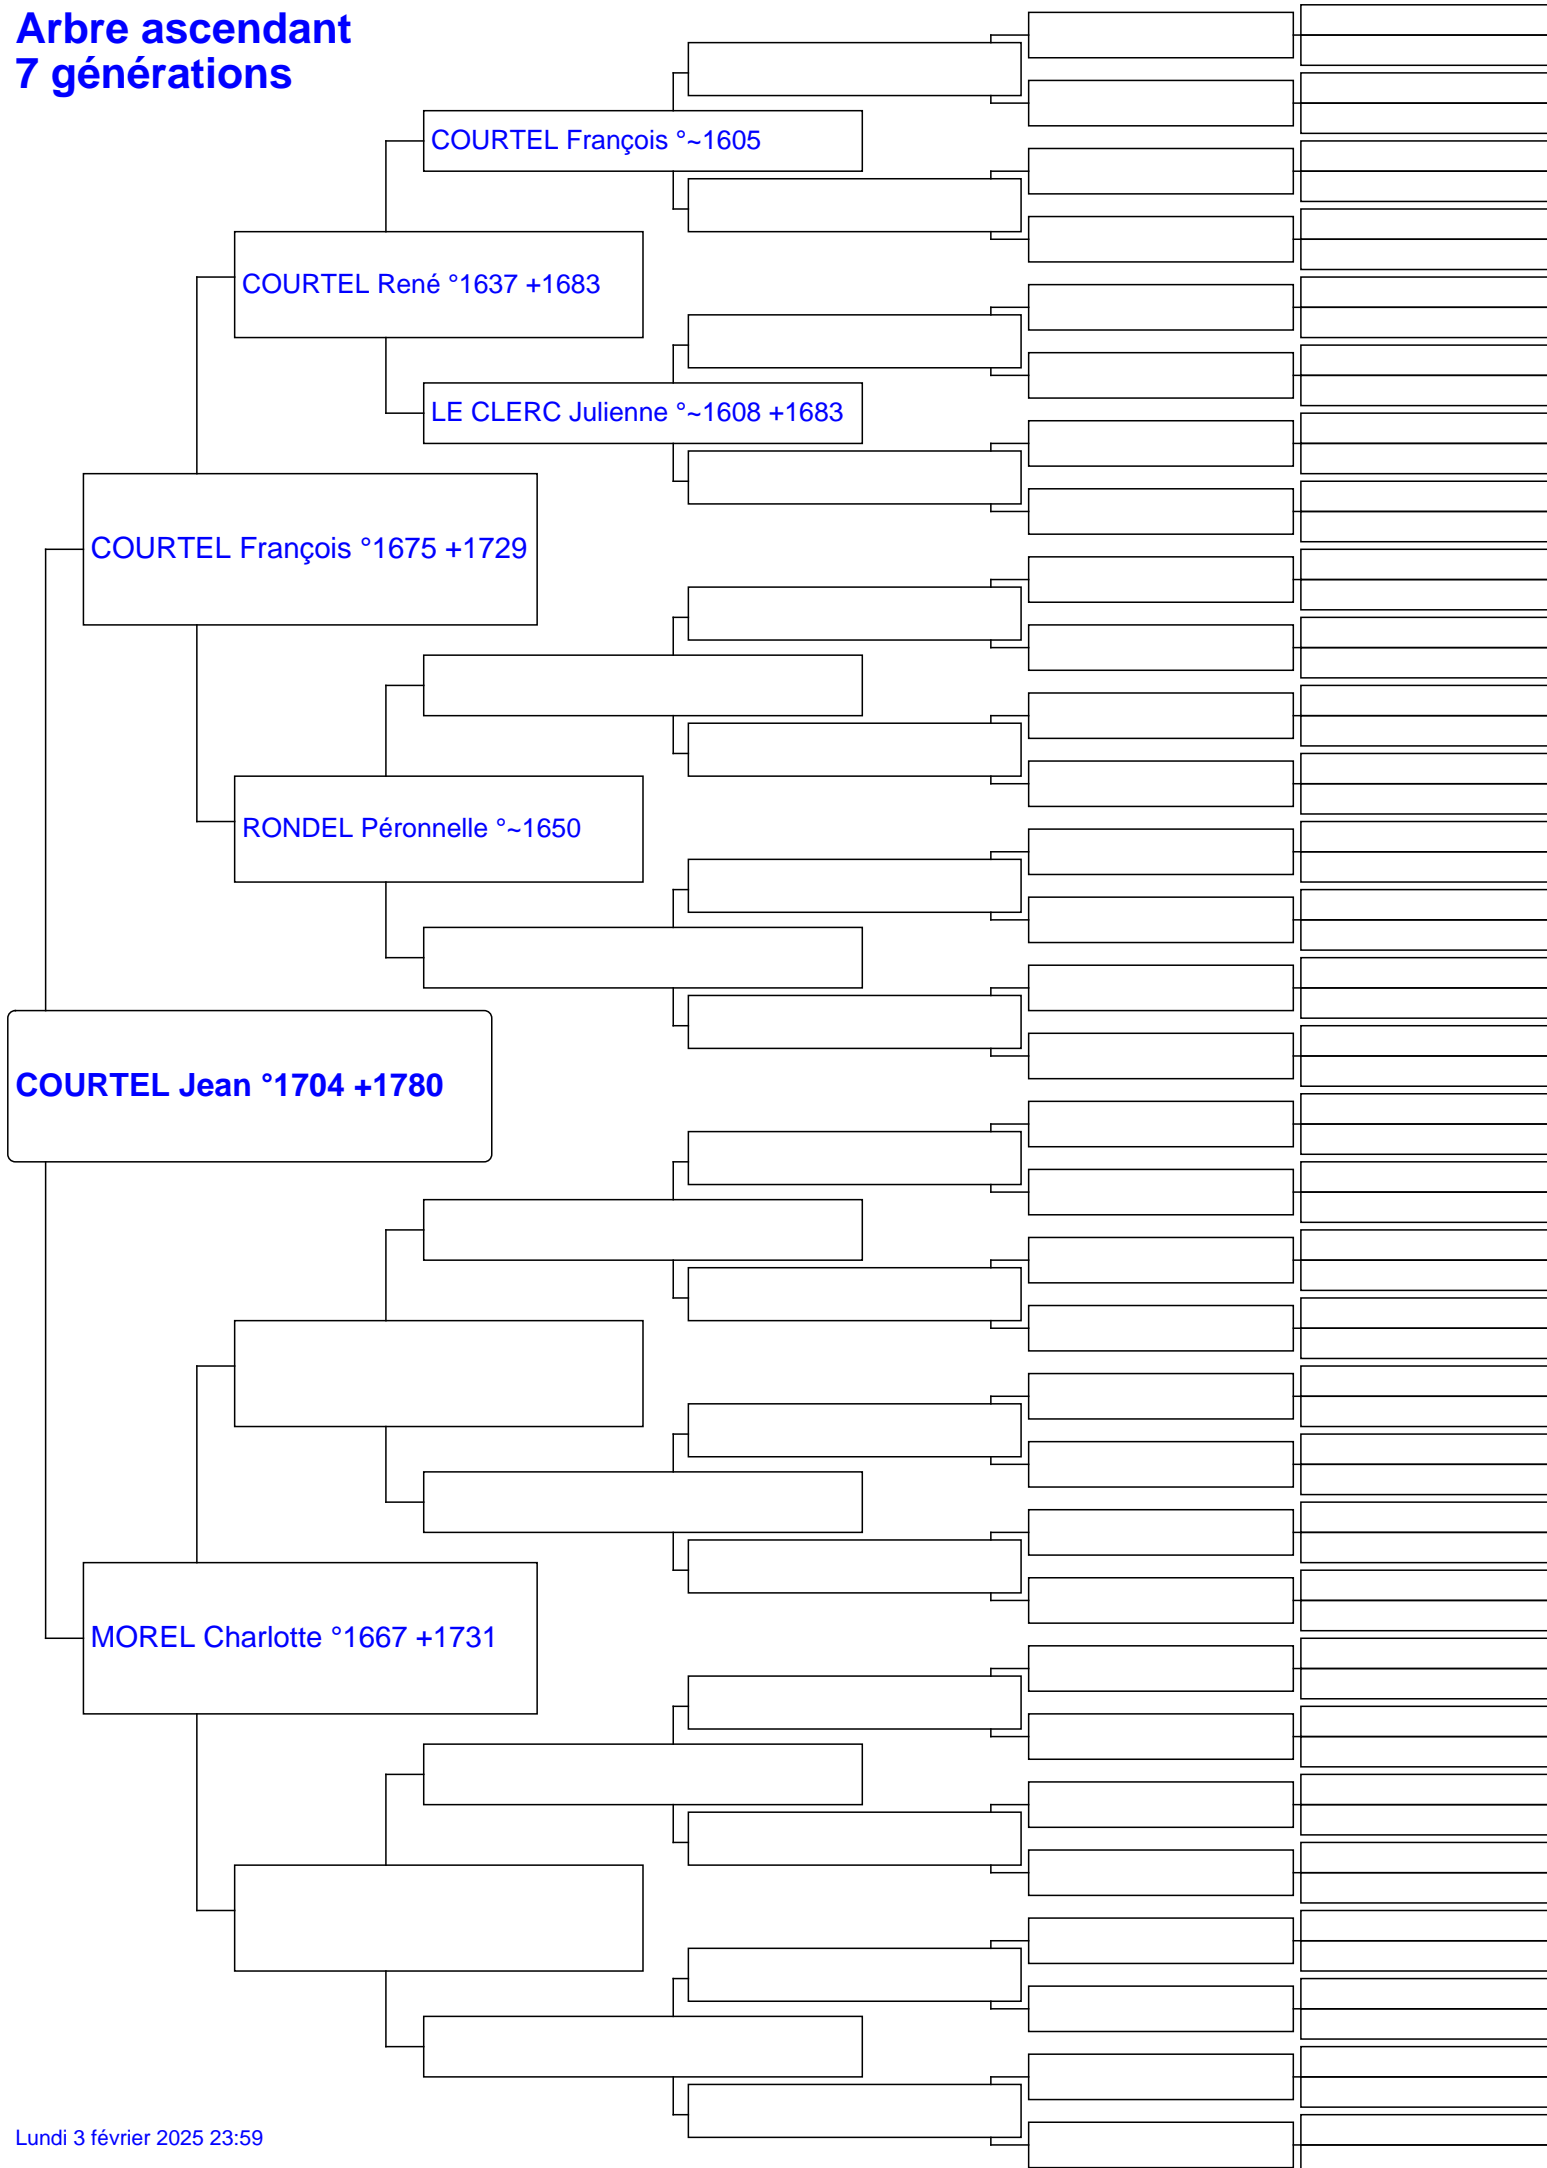 Arbre ascendant
7 générations
COURTEL François °~1605
COURTEL René °1637 +1683
LE CLERC Julienne °~1608 +1683
COURTEL François °1675 +1729
RONDEL Péronnelle °~1650
COURTEL Jean °1704 +1780
MOREL Charlotte °1667 +1731
Lundi 3 février 2025 23:59